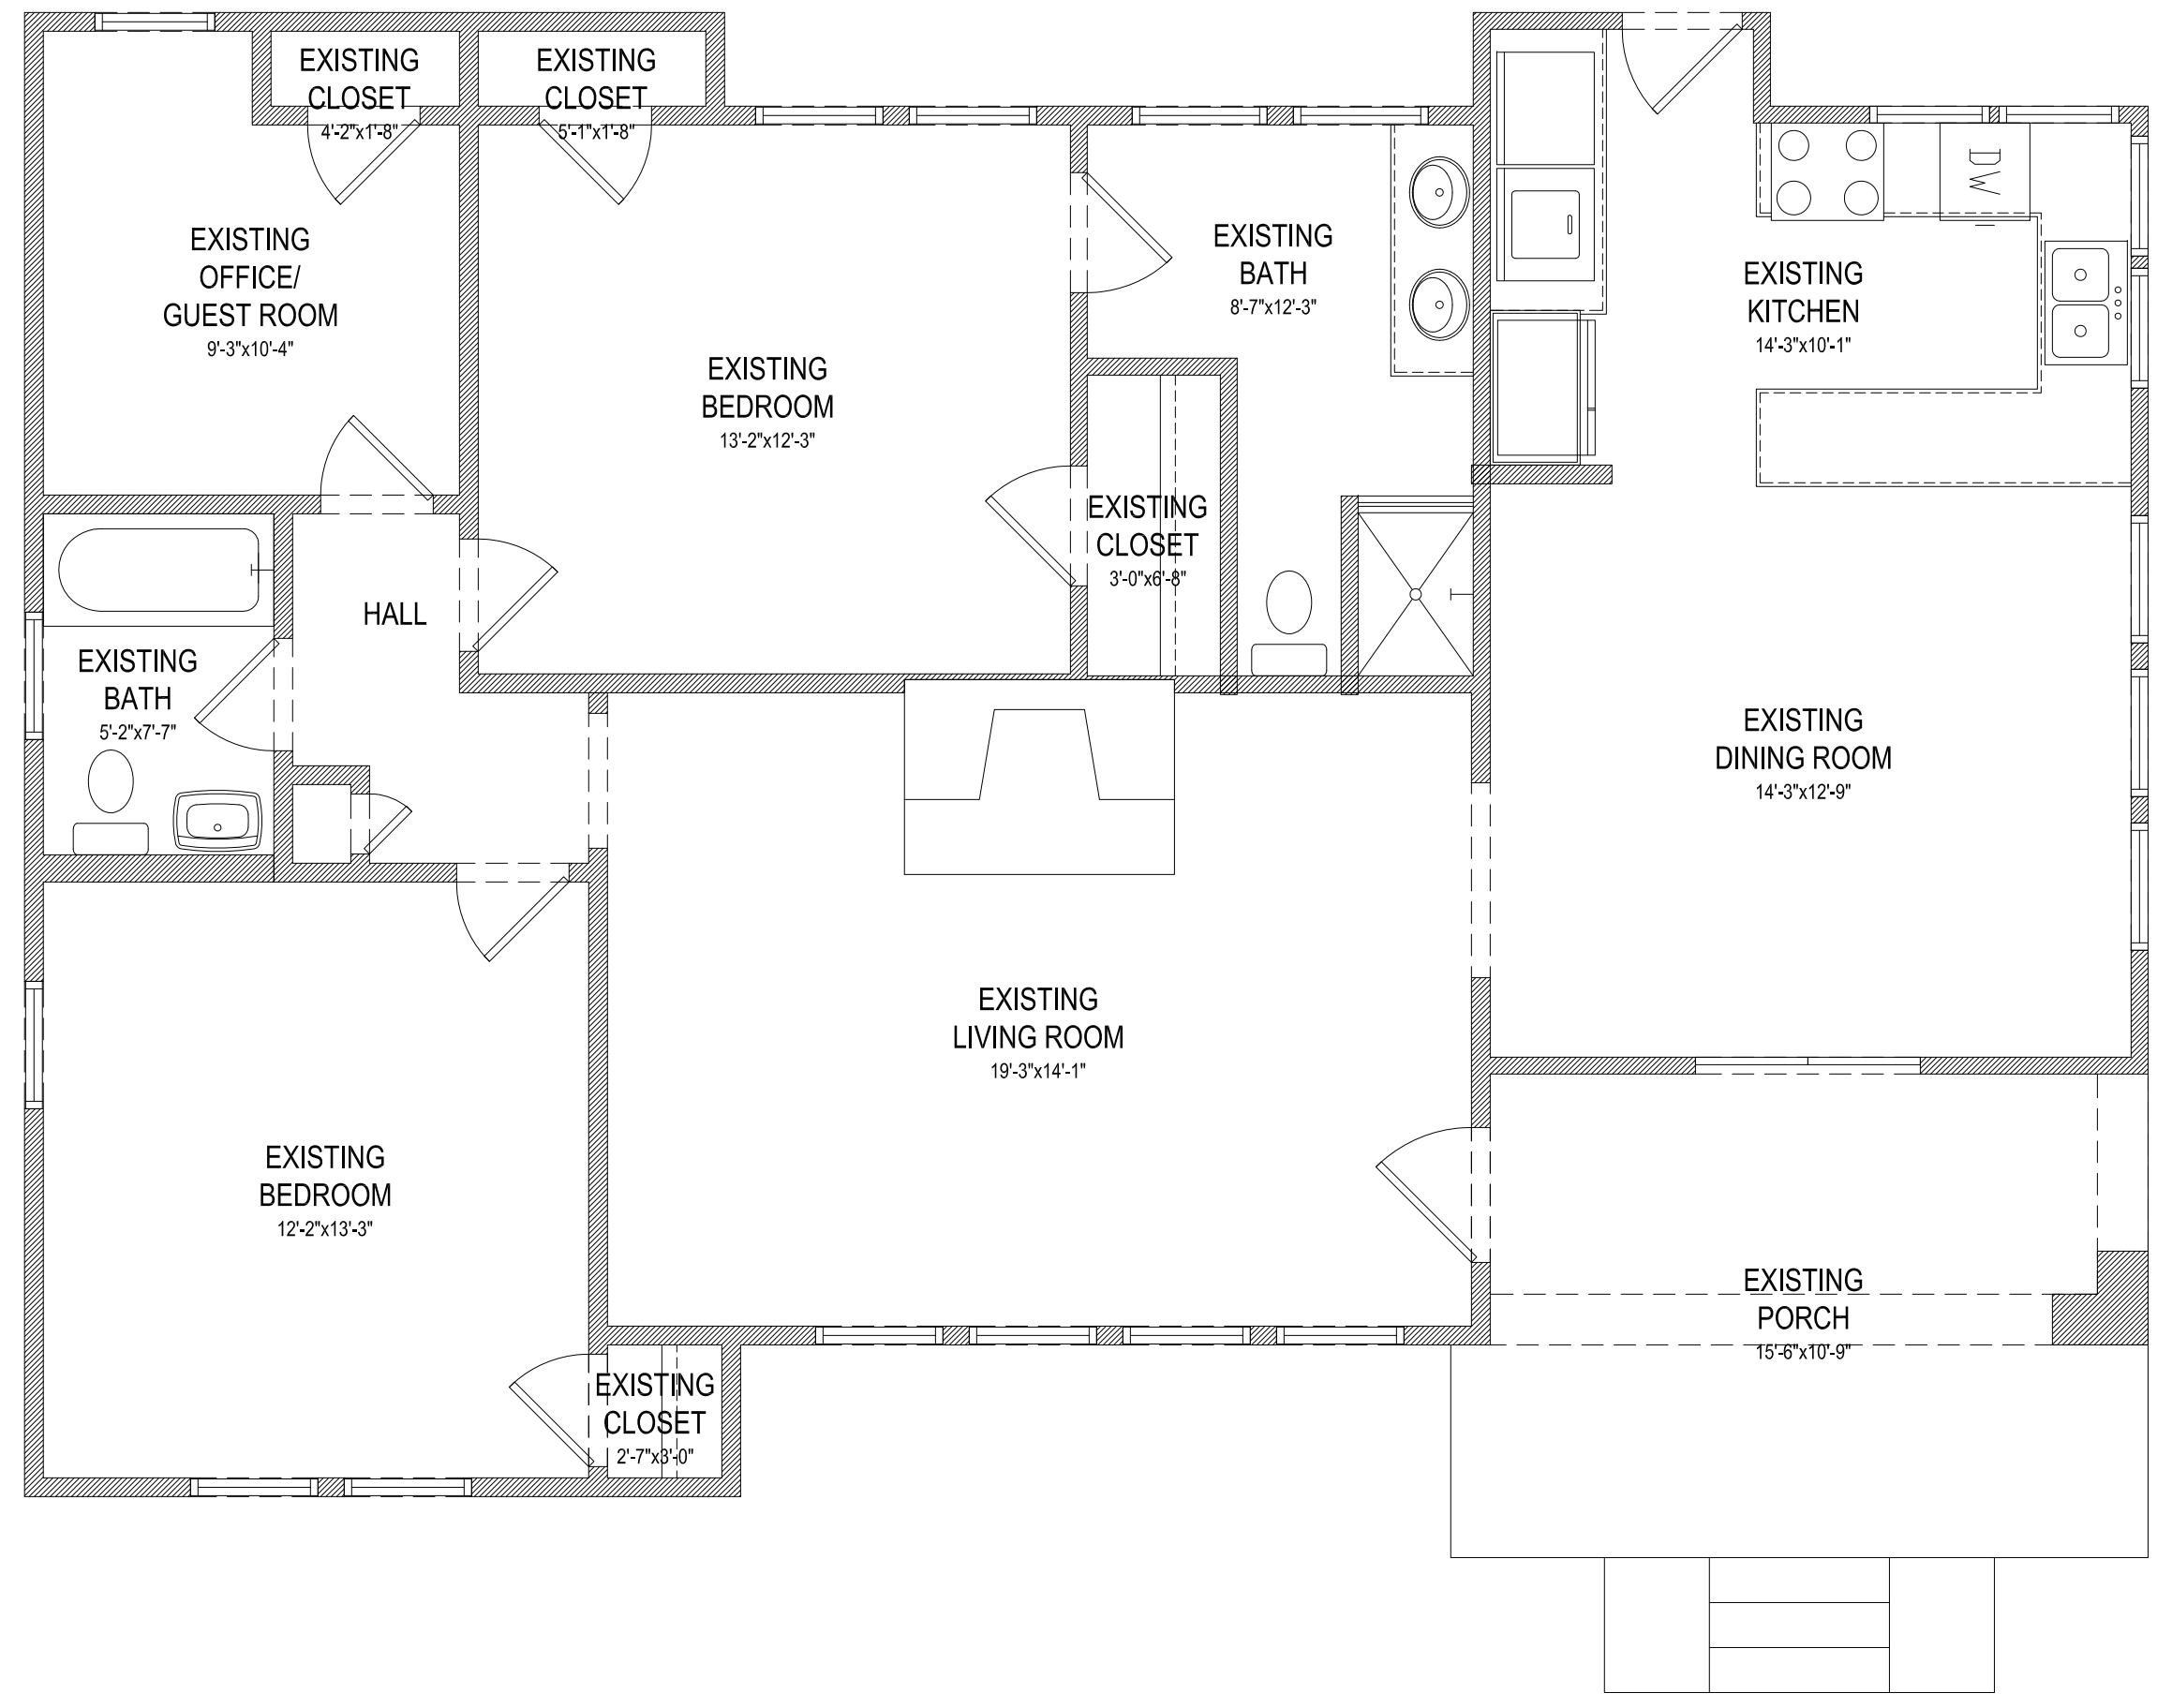 EXISTING
CLOSET
4'-2"x1'-8"
EXISTING
CLOSET
5'-1"x1'-8"
EXISTING
OFFICE/
GUEST ROOM
9'-3"x10'-4"
EXISTING
BEDROOM
13'-2"x12'-3"
EXISTING
BATH
8'-7"x12'-3"
DW
EXISTING
KITCHEN
14'-3"x10'-1"
EXISTING
CLOSET
3'-0"x6'-8"
HALL
EXISTING
BATH
5'-2"x7'-7"
EXISTING
DINING ROOM
14'-3"x12'-9"
EXISTING
LIVING ROOM
19'-3"x14'-1"
EXISTING
BEDROOM
12'-2"x13'-3"
EXISTING
PORCH
15'-6"x10'-9"
EXISTING
CLOSET
2'-7"x3'-0"